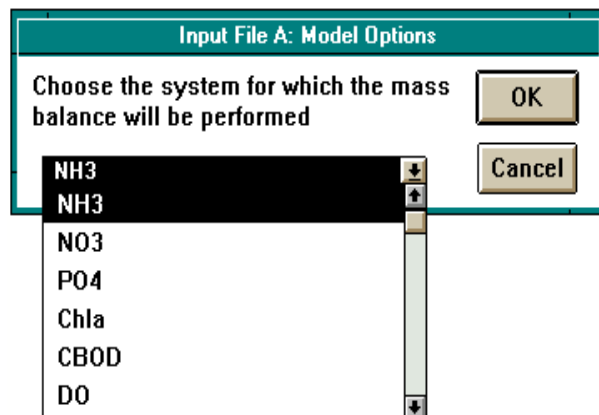 Input File A: Model Options
Choose the system for which the mass
balance will be performed
OK
Cancel
NH3
NH3
NO3
PO4
Chla
CBOD
DO